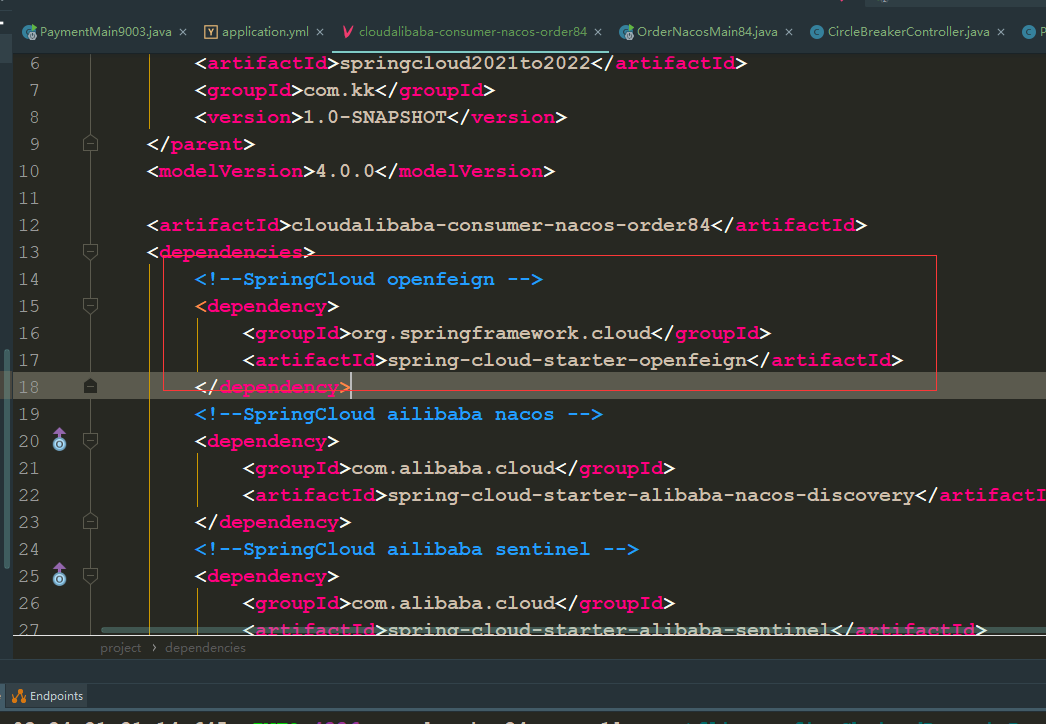 PaymentMain9003.java × application.yml × cloudalibaba-consumer-nacos-order84 × OrderNacosMain84.java × CircleBreakerController.java ×
6 <artifactId>springcloud2021to2022</artifactId>
7 <groupId>com.kk</groupId>
8 <version>1.0-SNAPSHOT</version>
9 </parent>
10 <modelVersion>4.0.0</modelVersion>
11
12 <artifactId>cloudalibaba-consumer-nacos-order84</artifactId>
13 <dependencies>
14 <!--SpringCloud openfeign -->
15 <dependency>
16 <groupId>org.springframework.cloud</groupId>
17 <artifactId>spring-cloud-starter-openfeign</artifactId>
18 </dependency>
19 <!--SpringCloud ailibaba nacos -->
20 <dependency>
21 <groupId>com.alibaba.cloud</groupId>
22 <artifactId>spring-cloud-starter-alibaba-nacos-discovery</artifactI
23 </dependency>
24 <!--SpringCloud ailibaba sentinel -->
25 <dependency>
26 <groupId>com.alibaba.cloud</groupId>
27 <artifactId>spring-cloud-starter-alibaba-sentinel</artifactId>
project › dependencies
Endpoints